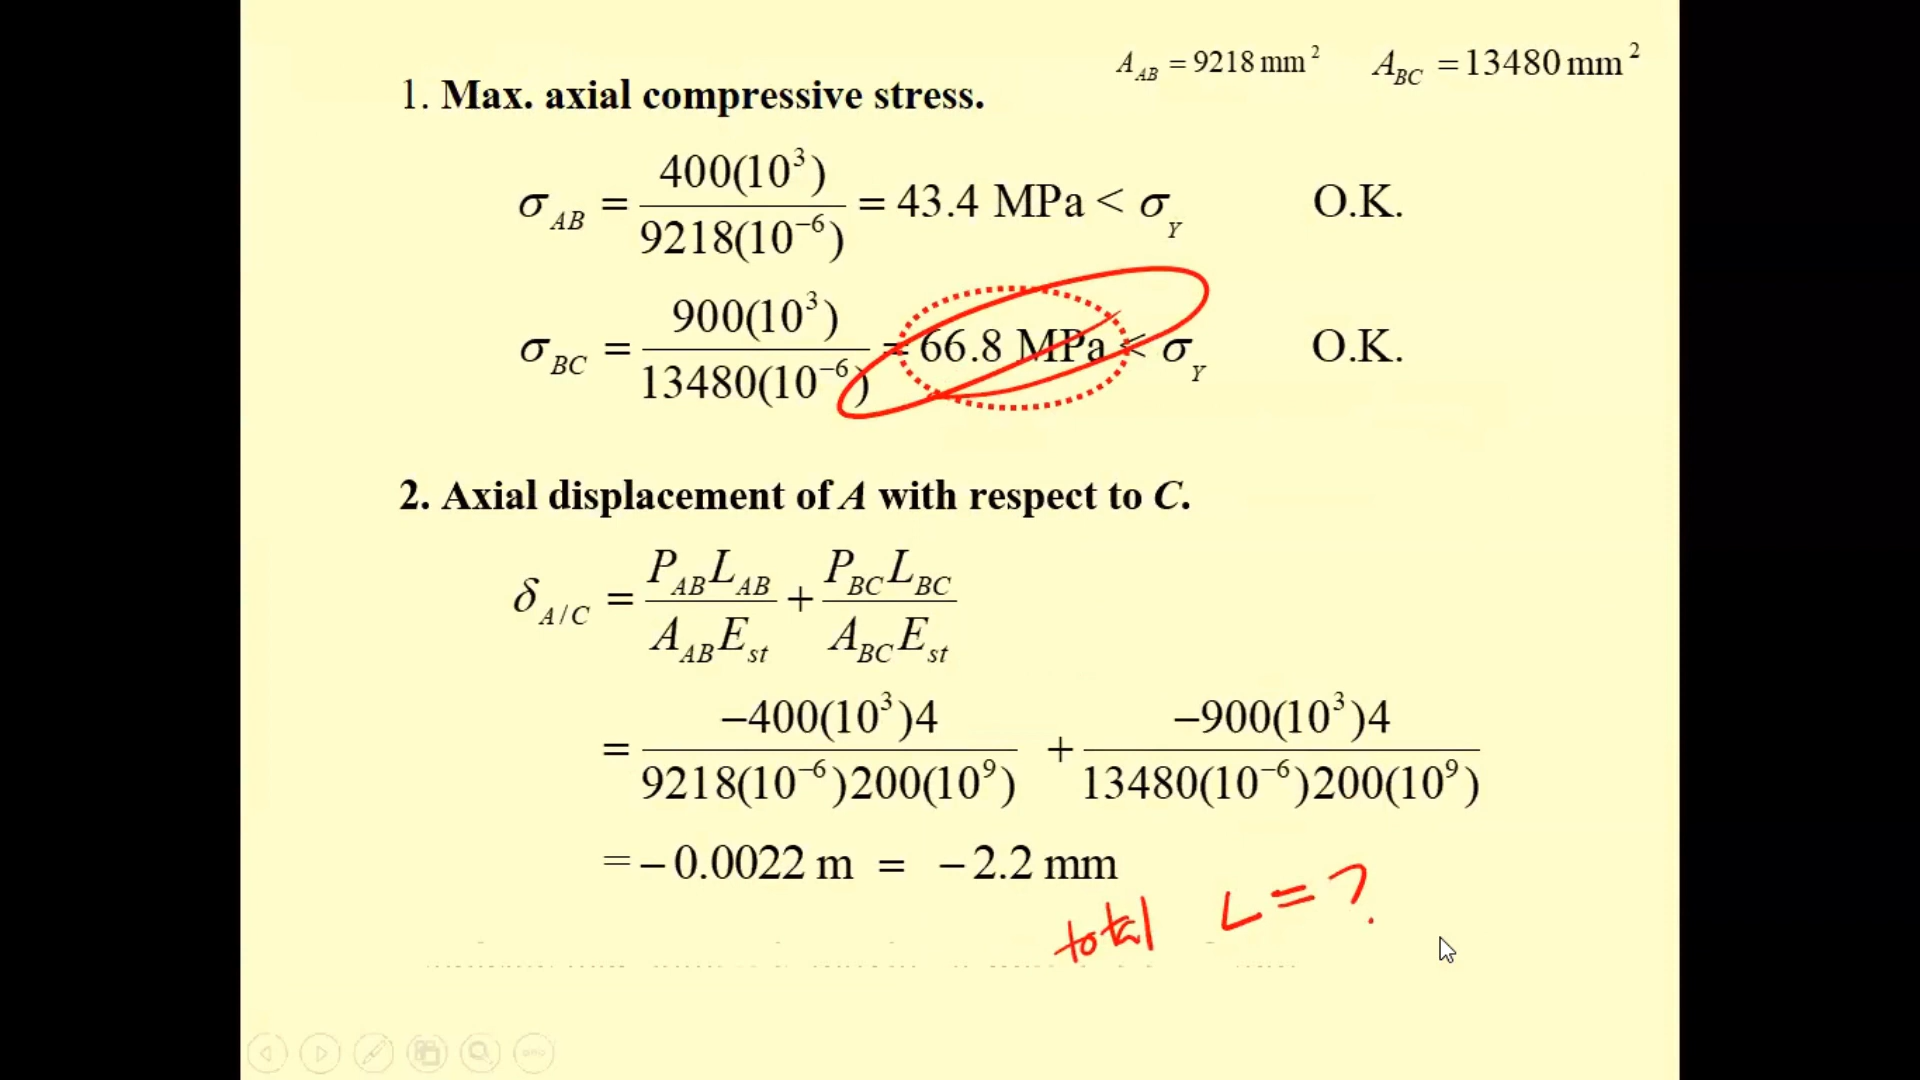 A_AB = 9218 mm² A_BC = 13480 mm²
1. Max. axial compressive stress.
σ_AB = 400(10³) / 9218(10⁻⁶) = 43.4 MPa < σ_Y O.K.
σ_BC = 900(10³) / 13480(10⁻⁶) = 66.8 MPa < σ_Y O.K.
2. Axial displacement of A with respect to C.
δ_A/C = P_AB L_AB / A_AB E_st + P_BC L_BC / A_BC E_st
= −400(10³)4 / 9218(10⁻⁶)200(10⁹) + −900(10³)4 / 13480(10⁻⁶)200(10⁹)
= − 0.0022 m = − 2.2 mm
total L = ?